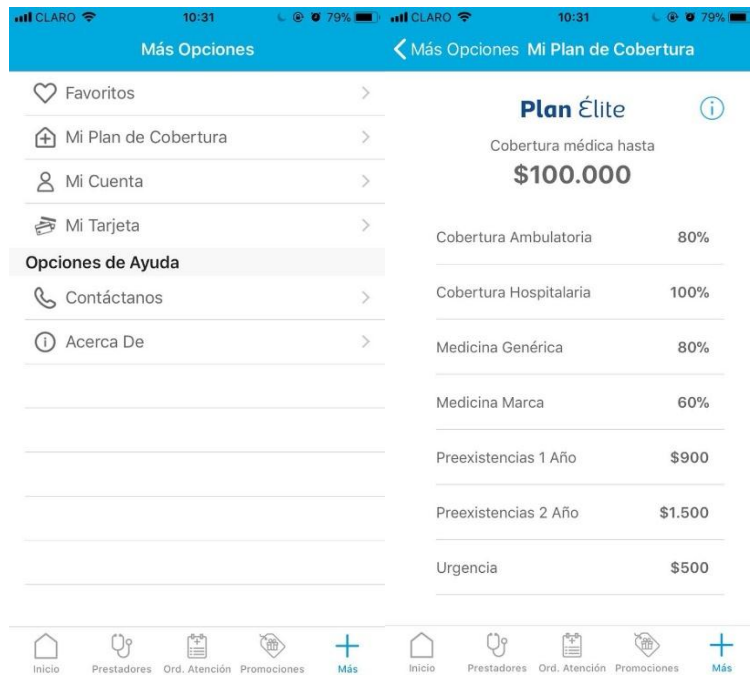 CLARO 10:31 79%
Más Opciones
Favoritos
Mi Plan de Cobertura
Mi Cuenta
Mi Tarjeta
Opciones de Ayuda
Contáctanos
Acerca De
Inicio Prestadores Ord. Atención Promociones Más
CLARO 10:31 79%
Más Opciones Mi Plan de Cobertura
Plan Élite
Cobertura médica hasta
$100.000
Cobertura Ambulatoria 80%
Cobertura Hospitalaria 100%
Medicina Genérica 80%
Medicina Marca 60%
Preexistencias 1 Año $900
Preexistencias 2 Año $1.500
Urgencia $500
Inicio Prestadores Ord. Atención Promociones Más